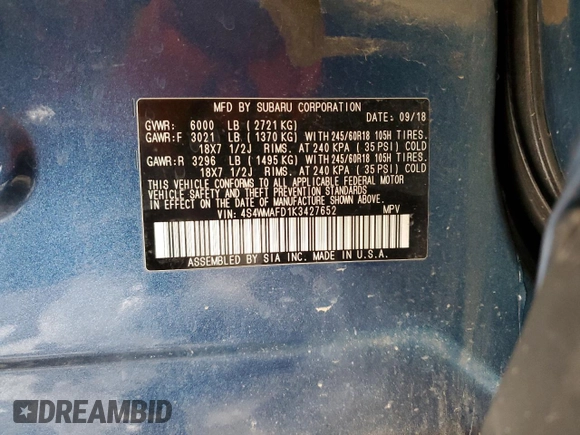 MFD BY SUBARU CORPORATION
DATE: 09/18
GVWR: 6000 LB (2721 KG)
GAWR:F 3021 LB (1370 KG) WITH 245/60R18 105H TIRES.
18X7 1/2J RIMS. AT 240 KPA (35PSI) COLD
GAWR:R 3296 LB (1495 KG) WITH 245/60R18 105H TIRES.
18X7 1/2J RIMS. AT 240 KPA (35PSI) COLD
THIS VEHICLE CONFORMS TO ALL APPLICABLE FEDERAL MOTOR
VEHICLE SAFETY AND THEFT PREVENTION STANDARDS
IN EFFECT ON THE DATE OF MANUFACTURE SHOWN ABOVE.
VIN: 4S4WMAFD1K3427652 MPV
ASSEMBLED BY SIA INC. MADE IN U.S.A.
DREAMBID